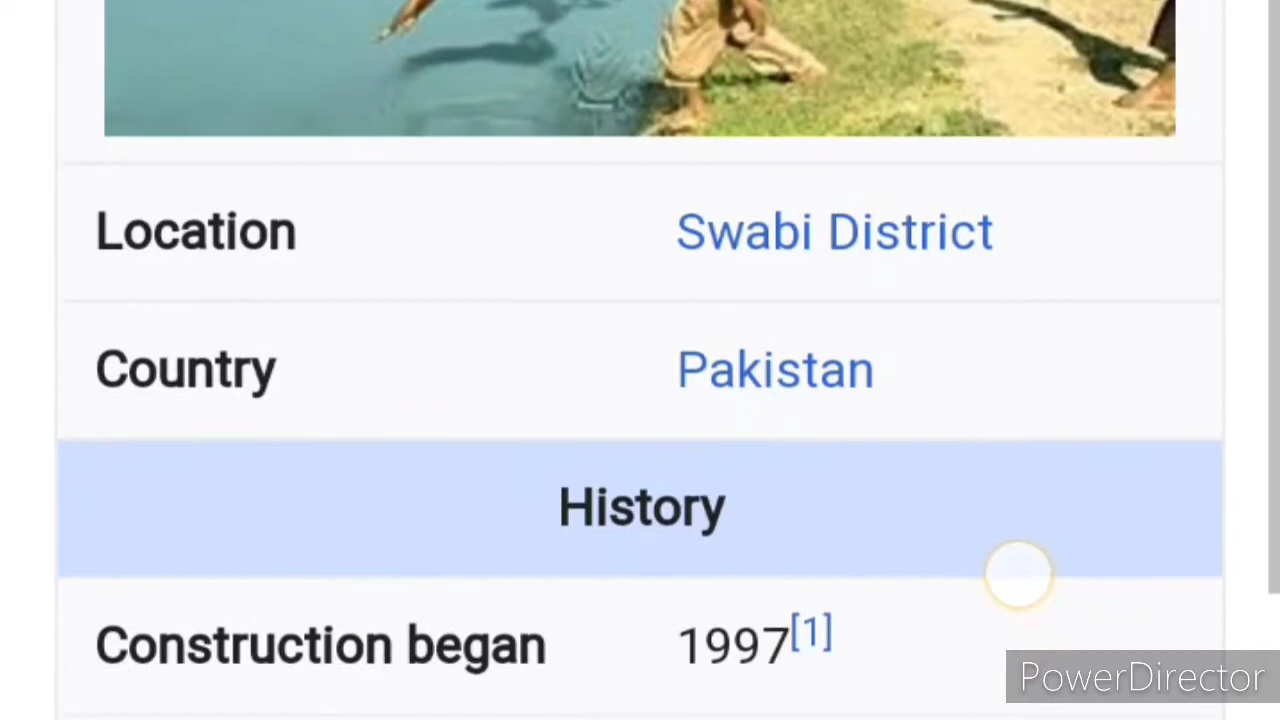 Location Swabi District
Country Pakistan
History
Construction began 1997[1]
PowerDirector